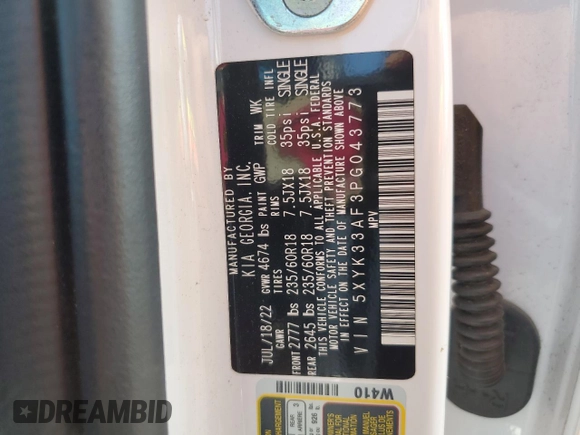 MANUFACTURED BY
KIA GEORGIA, INC.
JUL/18/22 GVWR 4674 lbs PAINT GWP TRIM WK
GAWR TIRES RIMS COLD TIRE INFL
FRONT 2777 lbs 235/60R18 7.5JX18 35psi SINGLE
REAR 2645 lbs 235/60R18 7.5JX18 35psi SINGLE
THIS VEHICLE CONFORMS TO ALL APPLICABLE U.S.A. FEDERAL
MOTOR VEHICLE SAFETY AND THEFT PREVENTION STANDARDS
IN EFFECT ON THE DATE OF MANUFACTURE SHOWN ABOVE
VIN 5XYK33AF3PG043773
MPV
W410
REAR
3
DREAMBID